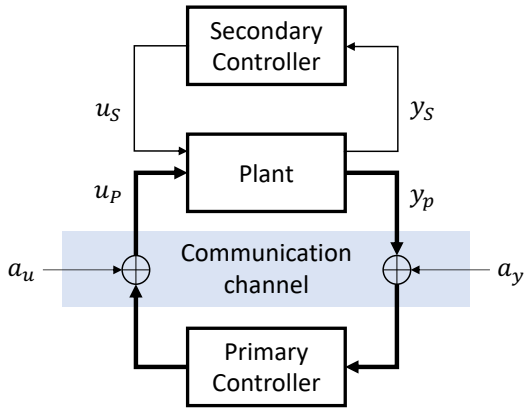 Secondary
Controller
u_S
y_S
Plant
u_P
y_p
Communication
channel
a_u
a_y
Primary
Controller